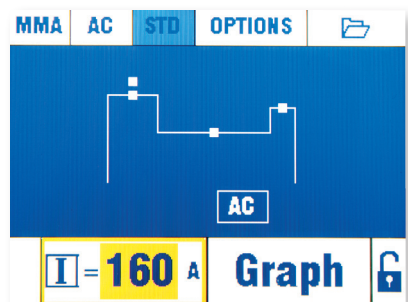 MMA AC STD OPTIONS
AC
I = 160 A Graph